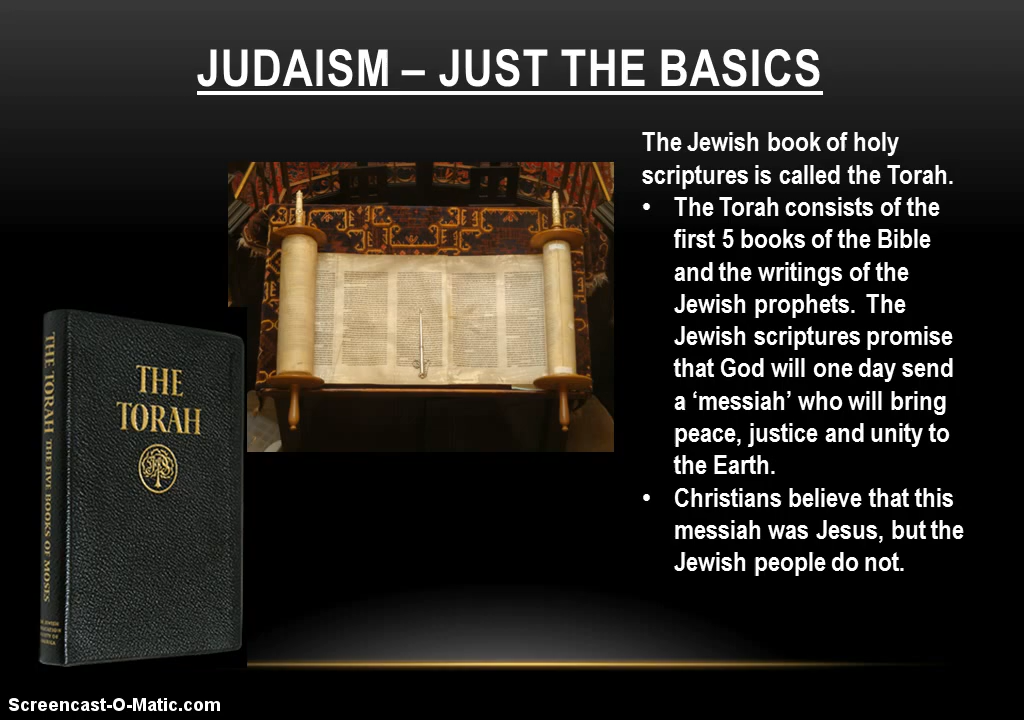 JUDAISM – JUST THE BASICS
The Jewish book of holy
scriptures is called the Torah.
• The Torah consists of the
first 5 books of the Bible
and the writings of the
Jewish prophets. The
Jewish scriptures promise
that God will one day send
a ‘messiah’ who will bring
peace, justice and unity to
the Earth.
• Christians believe that this
messiah was Jesus, but the
Jewish people do not.
THE TORAH THE FIVE BOOKS OF MOSES
THE
TORAH
Screencast-O-Matic.com